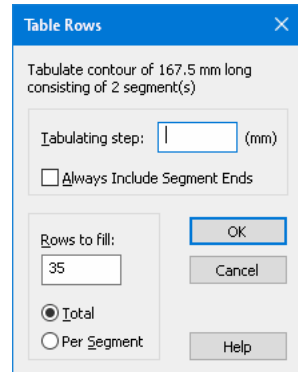 Table Rows
Tabulate contour of 167.5 mm long
consisting of 2 segment(s)
Tabulating step: (mm)
Always Include Segment Ends
Rows to fill:
35
Total
Per Segment
OK
Cancel
Help